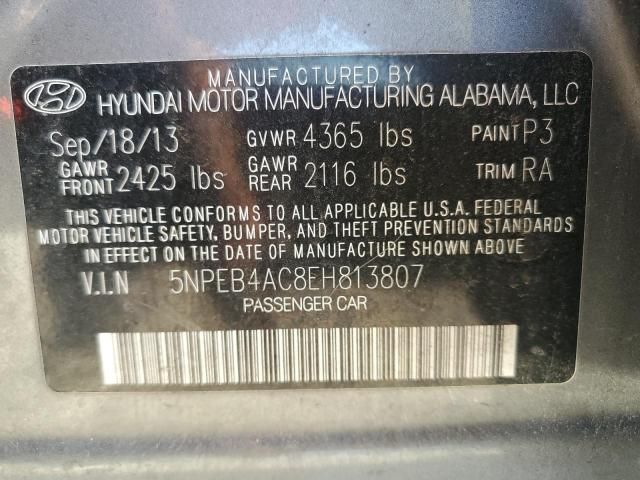 MANUFACTURED BY
HYUNDAI MOTOR MANUFACTURING ALABAMA, LLC
Sep/18/13 GVWR 4365 lbs PAINT P3
GAWR FRONT 2425 lbs GAWR REAR 2116 lbs TRIM RA
THIS VEHICLE CONFORMS TO ALL APPLICABLE U.S.A. FEDERAL
MOTOR VEHICLE SAFETY, BUMPER, AND THEFT PREVENTION STANDARDS
IN EFFECT ON THE DATE OF MANUFACTURE SHOWN ABOVE
V.I.N 5NPEB4AC8EH813807
PASSENGER CAR